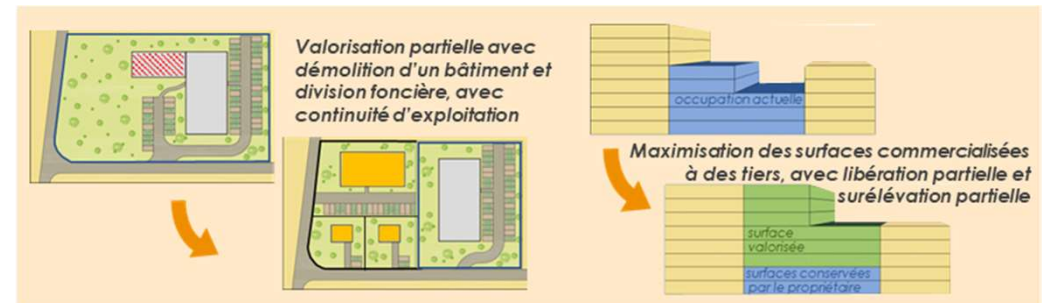 Valorisation partielle avec
démolition d'un bâtiment et
division foncière, avec
continuité d'exploitation
occupation actuelle
Maximisation des surfaces commercialisées
à des tiers, avec libération partielle et
surélévation partielle
surface
valorisée
surfaces conservées
par le propriétaire